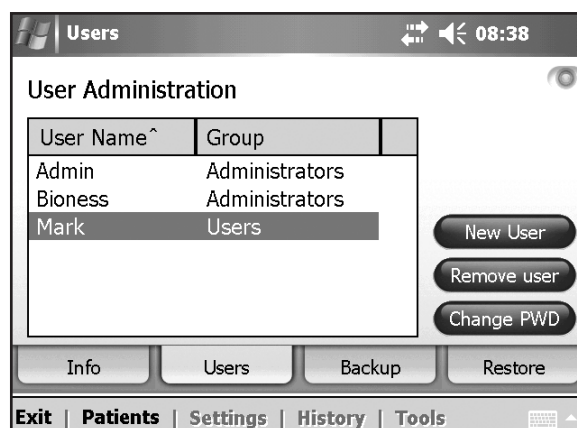 Users 08:38
User Administration
User Name^ Group
Admin Administrators
Bioness Administrators
Mark Users
New User
Remove user
Change PWD
Info Users Backup Restore
Exit | Patients | Settings | History | Tools